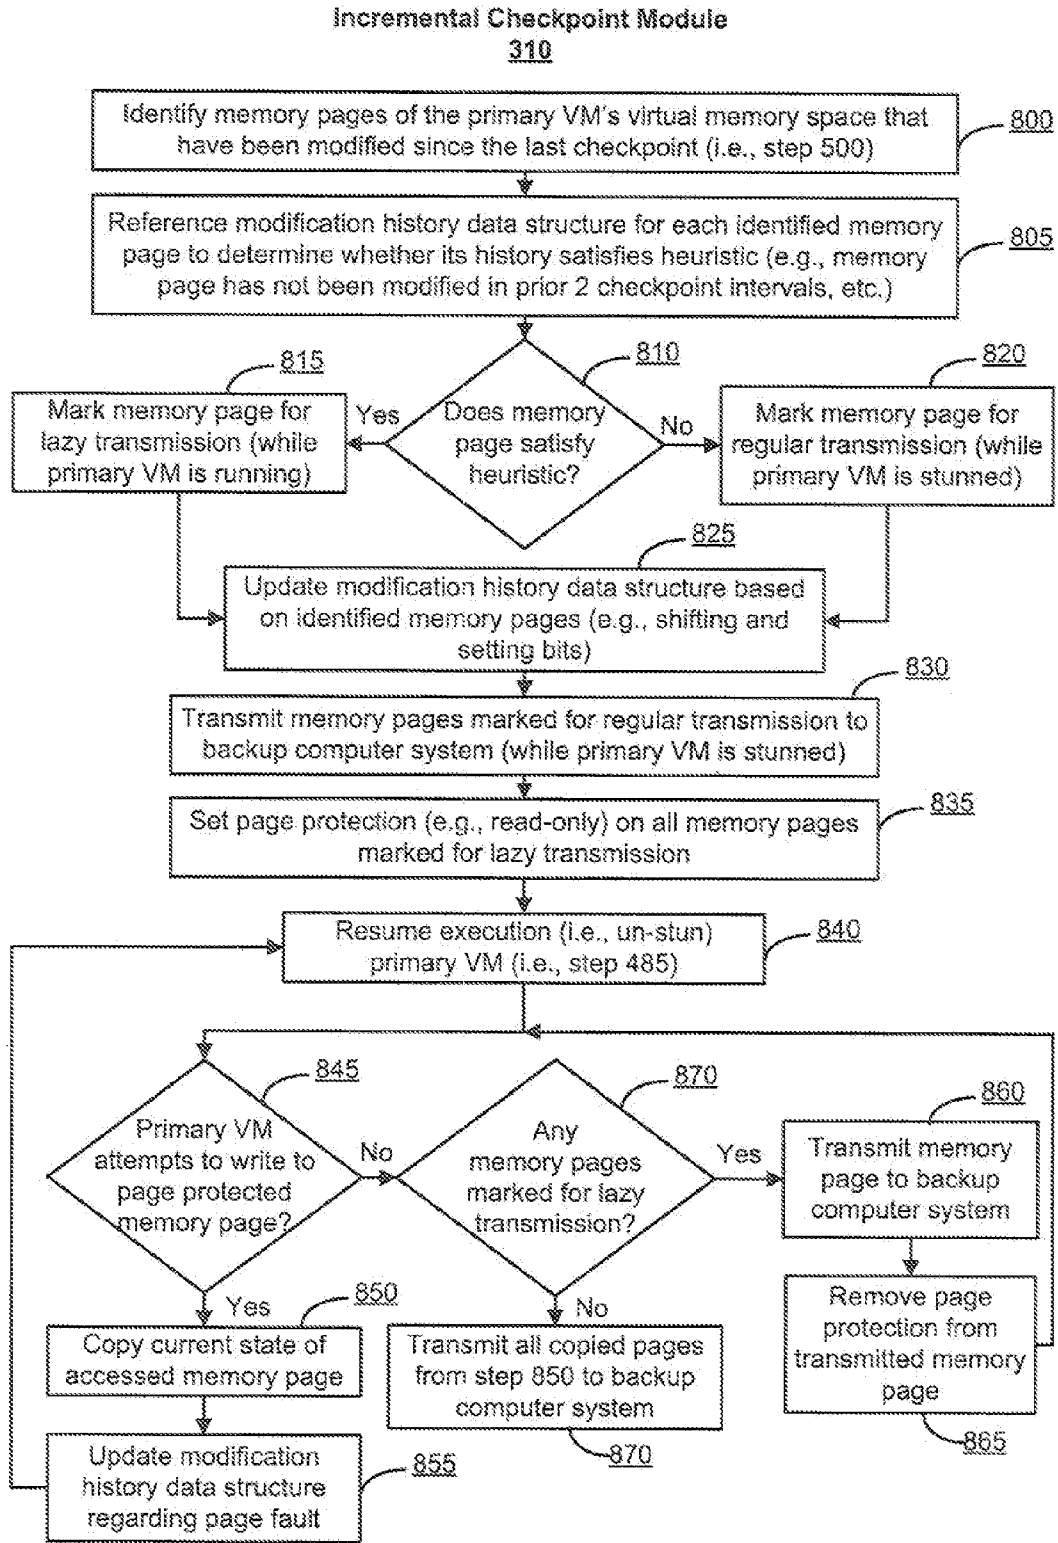 Incremental Checkpoint Module
310
Identify memory pages of the primary VM's virtual memory space that
have been modified since the last checkpoint (i.e., step 500)
800
Reference modification history data structure for each identified memory
page to determine whether its history satisfies heuristic (e.g., memory
page has not been modified in prior 2 checkpoint intervals, etc.)
805
810
Does memory
page satisfy
heuristic?
Yes
No
815
Mark memory page for
lazy transmission (while
primary VM is running)
820
Mark memory page for
regular transmission (while
primary VM is stunned)
825
Update modification history data structure based
on identified memory pages (e.g., shifting and
setting bits)
830
Transmit memory pages marked for regular transmission to
backup computer system (while primary VM is stunned)
835
Set page protection (e.g., read-only) on all memory pages
marked for lazy transmission
Resume execution (i.e., un-stun)
primary VM (i.e., step 485)
840
845
Primary VM
attempts to write to
page protected
memory page?
No
Yes
870
Any
memory pages
marked for lazy
transmission?
Yes
No
860
Transmit memory
page to backup
computer system
850
Copy current state of
accessed memory page
Transmit all copied pages
from step 850 to backup
computer system
870
Remove page
protection from
transmitted memory
page
865
Update modification
history data structure
regarding page fault
855